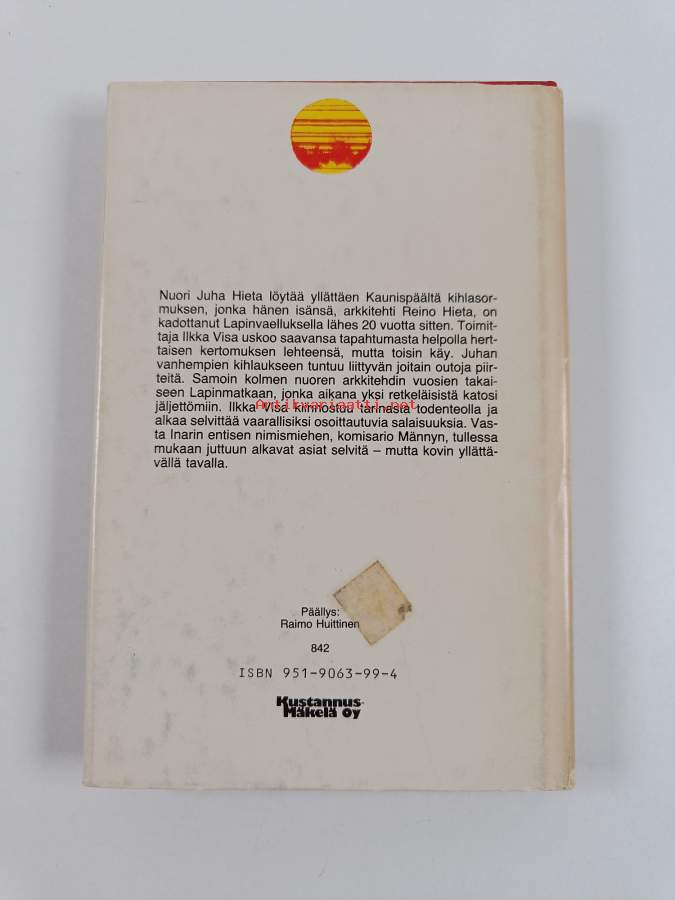 Nuori Juha Hieta löytää yllättäen Kaunispäältä kihlasor-
muksen, jonka hänen isänsä, arkkitehti Reino Hieta, on
kadottanut Lapinvaelluksella lähes 20 vuotta sitten. Toimit-
taja Ilkka Visa uskoo saavansa tapahtumasta helpolla hert-
taisen kertomuksen lehteensä, mutta toisin käy. Juhan
vanhempien kihlaukseen tuntuu liittyvän joitain outoja piir-
teitä. Samoin kolmen nuoren arkkitehdin vuosien takai-
seen Lapinmatkaan, jonka aikana yksi retkeläisistä katosi
jäljettömiin. Ilkka Visa kiinnostuu tarinasta todenteolla ja
Antikvariaatti.net
alkaa selvittää vaarallisiksi osoittautuvia salaisuuksia. Vas-
ta Inarin entisen nimismiehen, komisario Männyn, tullessa
mukaan juttuun alkavat asiat selvitä – mutta kovin yllättä-
vällä tavalla.
Päällys:
Raimo Huittinen
842
ISBN 951-9063-99-4
Kustannus-
Mäkelä Oy